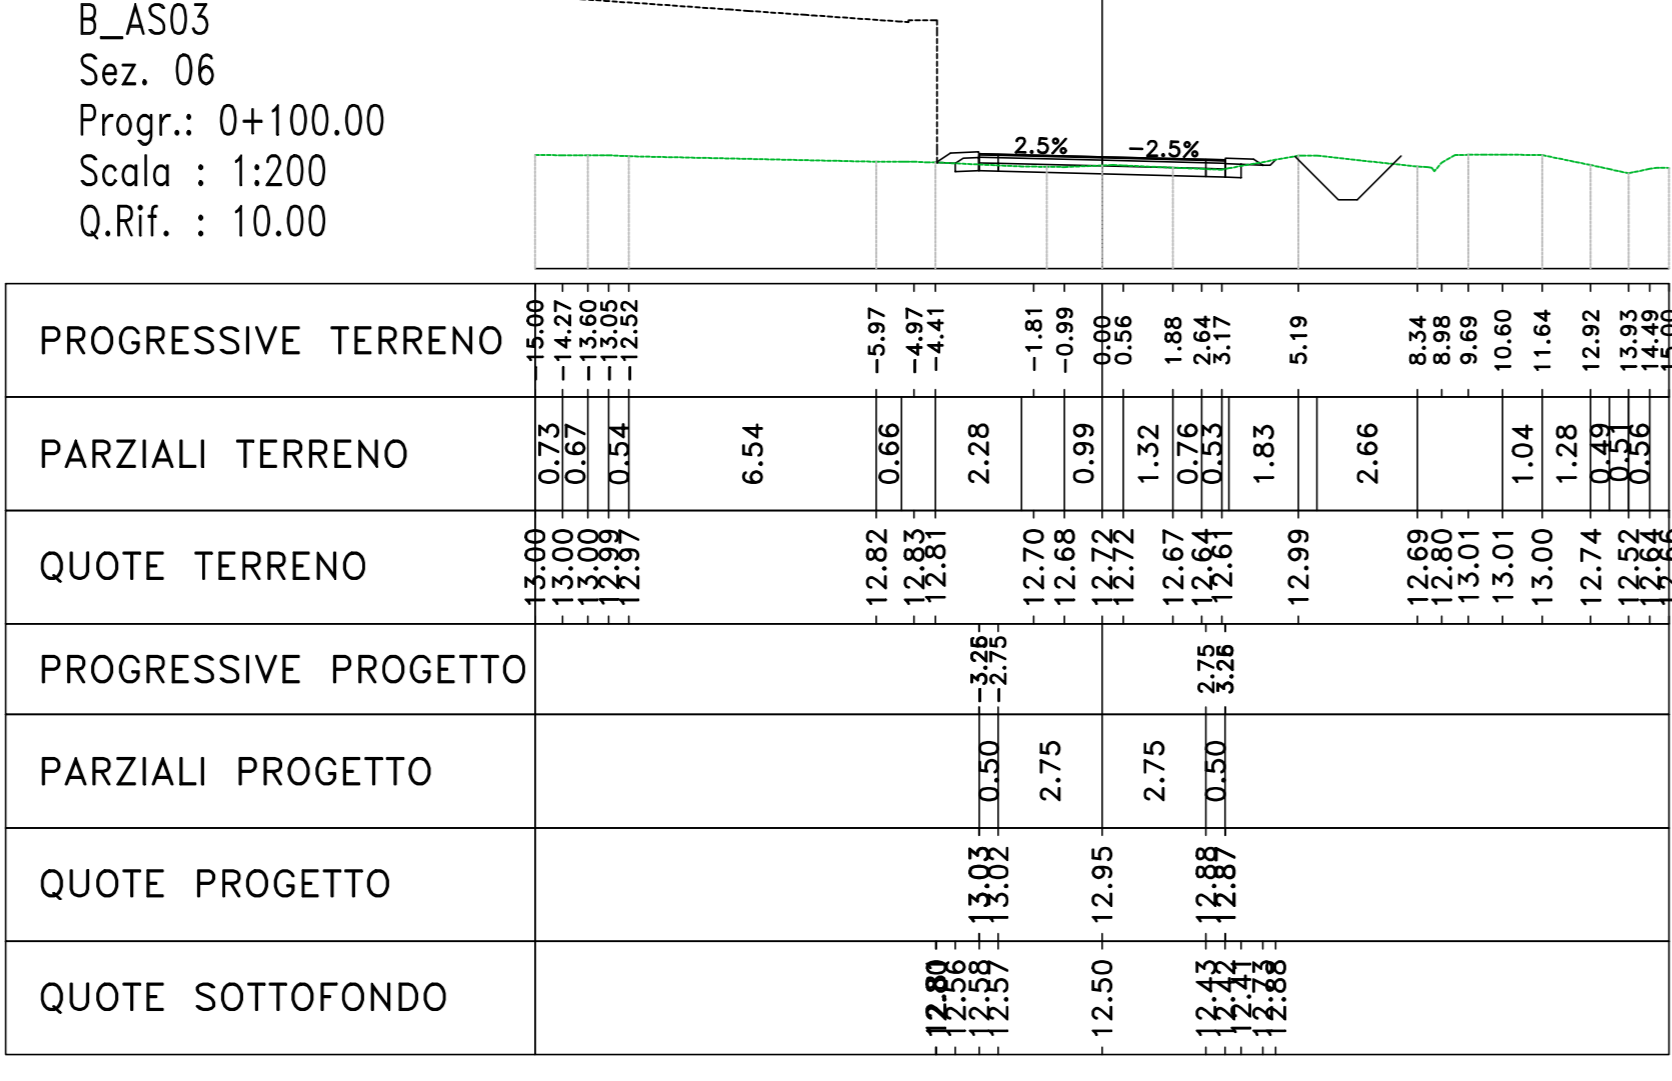 B_AS03
Sez. 06
Progr.: 0+100.00
Scala : 1:200
Q.Rif. : 10.00
2.5% -2.5%
PROGRESSIVE TERRENO -15.00 -14.27 -13.60 -13.05 -12.52 -5.97 -4.97 -4.41 -1.81 -0.99 0.00 0.56 1.88 2.64 3.17 5.19 8.34 8.98 9.69 10.60 11.64 12.92 13.93 14.49 15.00
PARZIALI TERRENO 0.73 0.67 0.54 6.54 0.66 2.28 0.99 1.32 0.76 0.53 1.83 2.66 1.04 1.28 0.49 0.51 0.56
QUOTE TERRENO 13.00 13.00 13.00 12.99 12.97 12.82 12.83 12.81 12.70 12.68 12.72 12.72 12.67 12.64 12.61 12.99 12.69 12.80 13.01 13.01 13.00 12.74 12.52 12.64 12.66
PROGRESSIVE PROGETTO -3.26 -2.75 2.75 3.26
PARZIALI PROGETTO 0.50 2.75 2.75 0.50
QUOTE PROGETTO 13.03 13.02 12.95 12.88 12.87
QUOTE SOTTOFONDO 12.56 12.58 12.57 12.50 12.43 12.42 12.41 12.73 12.88